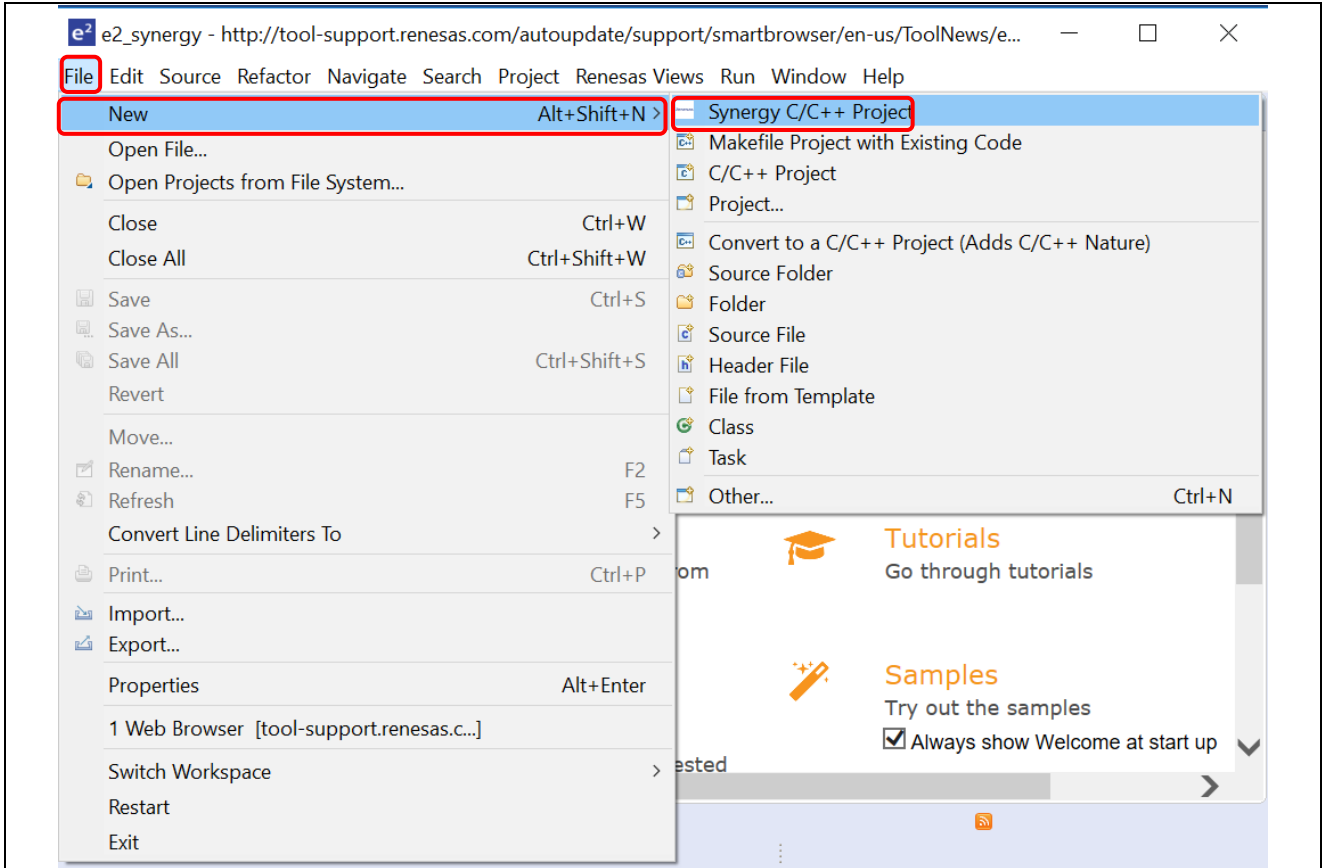 e² e2_synergy - http://tool-support.renesas.com/autoupdate/support/smartbrowser/en-us/ToolNews/e...
File Edit Source Refactor Navigate Search Project Renesas Views Run Window Help
New Alt+Shift+N >
Open File...
Open Projects from File System...
Close Ctrl+W
Close All Ctrl+Shift+W
Save Ctrl+S
Save As...
Save All Ctrl+Shift+S
Revert
Move...
Rename... F2
Refresh F5
Convert Line Delimiters To >
Print... Ctrl+P
Import...
Export...
Properties Alt+Enter
1 Web Browser [tool-support.renesas.c...]
Switch Workspace >
Restart
Exit
Synergy C/C++ Project
Makefile Project with Existing Code
C/C++ Project
Project...
Convert to a C/C++ Project (Adds C/C++ Nature)
Source Folder
Folder
Source File
Header File
File from Template
Class
Task
Other... Ctrl+N
om
Tutorials
Go through tutorials
Samples
Try out the samples
Always show Welcome at start up
ested